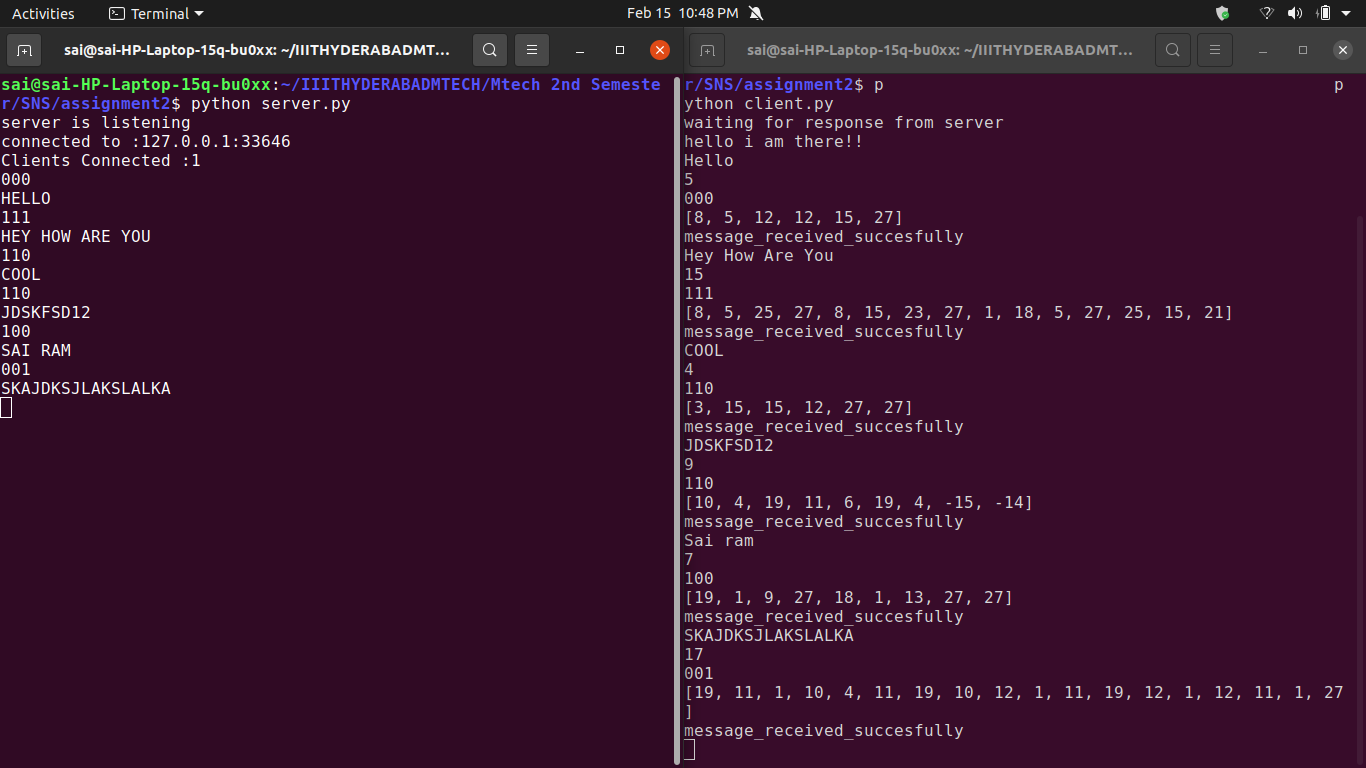 Activities
Terminal
Feb 15 10:48 PM
sai@sai-HP-Laptop-15q-bu0xx: ~/IIITHYDERABADMT...
sai@sai-HP-Laptop-15q-bu0xx:~/IIITHYDERABADMTECH/Mtech 2nd Semeste
r/SNS/assignment2$ python server.py
server is listening
connected to :127.0.0.1:33646
Clients Connected :1
000
HELLO
111
HEY HOW ARE YOU
110
COOL
110
JDSKFSD12
100
SAI RAM
001
SKAJDKSJLAKSLALKA
sai@sai-HP-Laptop-15q-bu0xx: ~/IIITHYDERABADMT...
r/SNS/assignment2$ p p
ython client.py
waiting for response from server
hello i am there!!
Hello
5
000
[8, 5, 12, 12, 15, 27]
message_received_succesfully
Hey How Are You
15
111
[8, 5, 25, 27, 8, 15, 23, 27, 1, 18, 5, 27, 25, 15, 21]
message_received_succesfully
COOL
4
110
[3, 15, 15, 12, 27, 27]
message_received_succesfully
JDSKFSD12
9
110
[10, 4, 19, 11, 6, 19, 4, -15, -14]
message_received_succesfully
Sai ram
7
100
[19, 1, 9, 27, 18, 1, 13, 27, 27]
message_received_succesfully
SKAJDKSJLAKSLALKA
17
001
[19, 11, 1, 10, 4, 11, 19, 10, 12, 1, 11, 19, 12, 1, 12, 11, 1, 27
]
message_received_succesfully